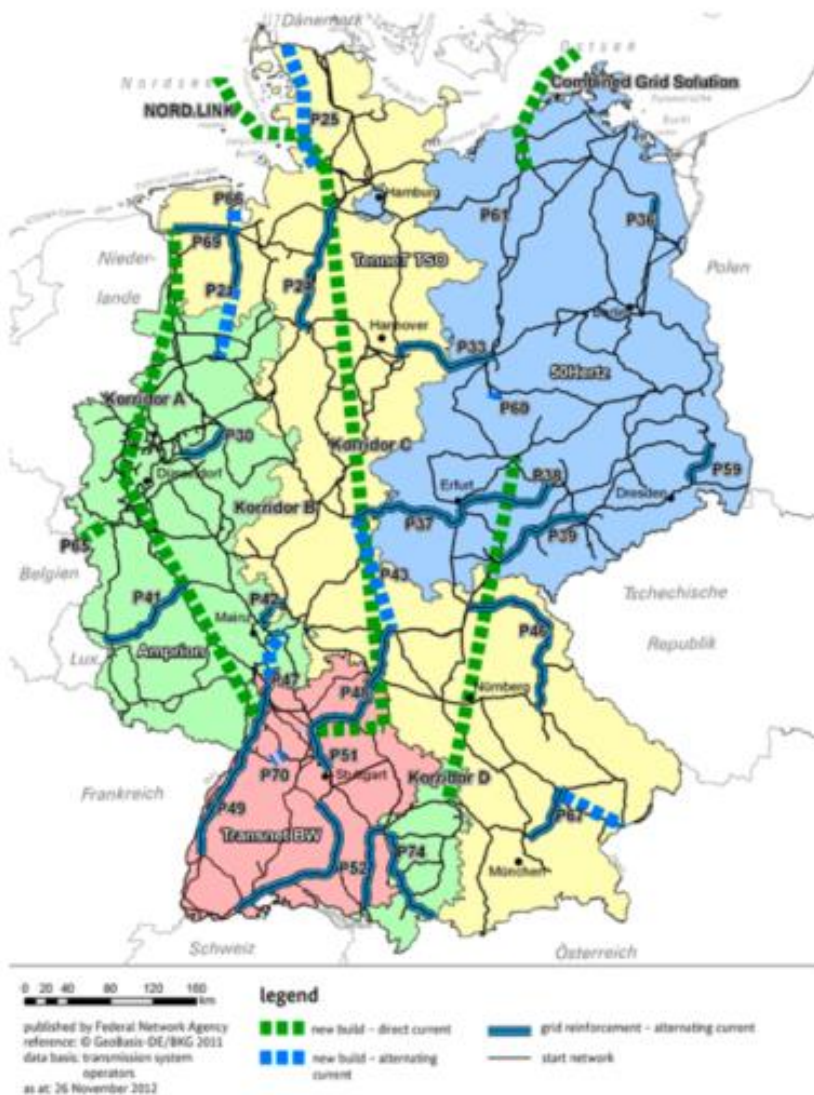 Dänemark
Nordsee
Ostsee
Combined Grid Solution
NORD.LINK
P25
Hamburg
P68
P61
P36
P69
Nieder-
lande
TenneT TSO
Polen
P24
Hannover
P33
50Hertz
P60
Korridor A
P30
Korridor C
Düsseldorf
Erfurt
P38
P59
Korridor B
Dresden
P37
P39
P65
Belgien
P43
Tschechische
Republik
P41
P42
Mainz
P46
Lux.
Amprion
P47
P48
Nürnberg
P51
P70
Stuttgart
Korridor D
Frankreich
P49
P67
Transnet BW
P52
P74
München
Schweiz
Österreich
0 20 40 80 120 160
km
published by Federal Network Agency
reference: © GeoBasis-DE/BKG 2011
data basis: transmission system
operators
as at: 26 November 2012
legend
new build – direct current
new build – alternating
current
grid reinforcement – alternating current
start network